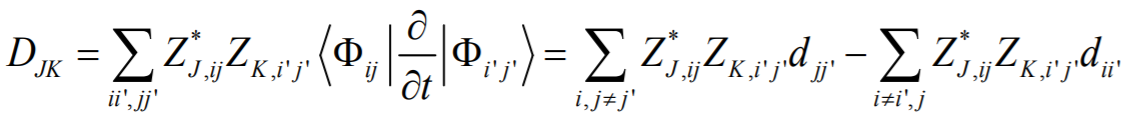 $D_{JK} = \sum_{ii',jj'} Z^*_{J,ij} Z_{K,i'j'} \left\langle \Phi_{ij} \left| \frac{\partial}{\partial t} \right| \Phi_{i'j'} \right\rangle = \sum_{i,j \neq j'} Z^*_{J,ij} Z_{K,i'j'} d_{jj'} - \sum_{i \neq i',j} Z^*_{J,ij} Z_{K,i'j'} d_{ii'}$